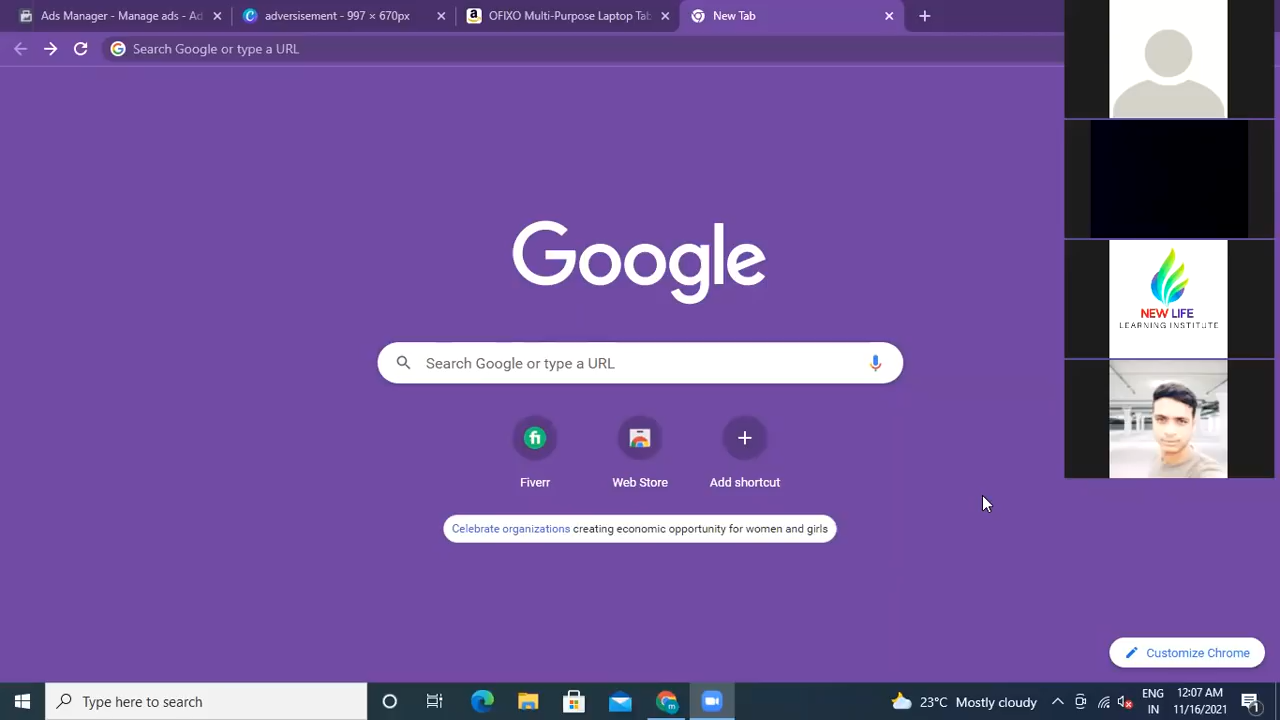 Ads Manager - Manage ads - Ad
advertisement - 997 × 670px
OFIXO Multi-Purpose Laptop Tab
New Tab
Search Google or type a URL
Google
Search Google or type a URL
Fiverr
Web Store
Add shortcut
Celebrate organizations creating economic opportunity for women and girls
NEW LIFE
LEARNING INSTITUTE
Customize Chrome
Type here to search
23°C Mostly cloudy
ENG
IN
12:07 AM
11/16/2021
1